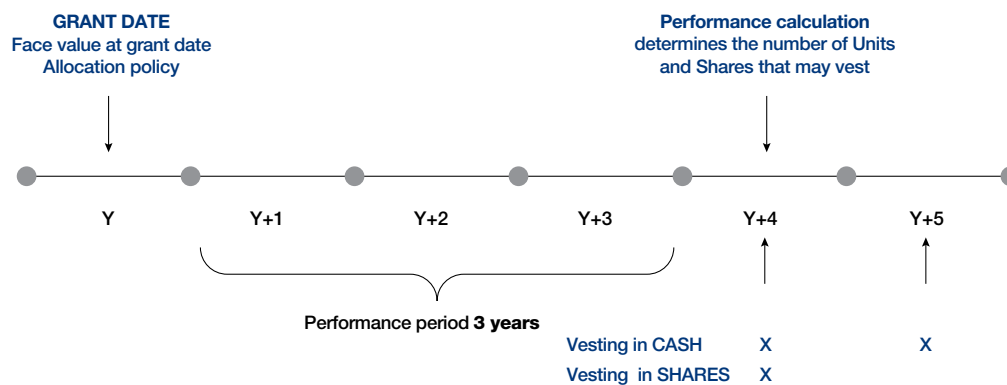 GRANT DATE
Face value at grant date
Allocation policy
Performance calculation
determines the number of Units
and Shares that may vest
Y
Y+1
Y+2
Y+3
Y+4
Y+5
Performance period 3 years
Vesting in CASH X X
Vesting in SHARES X